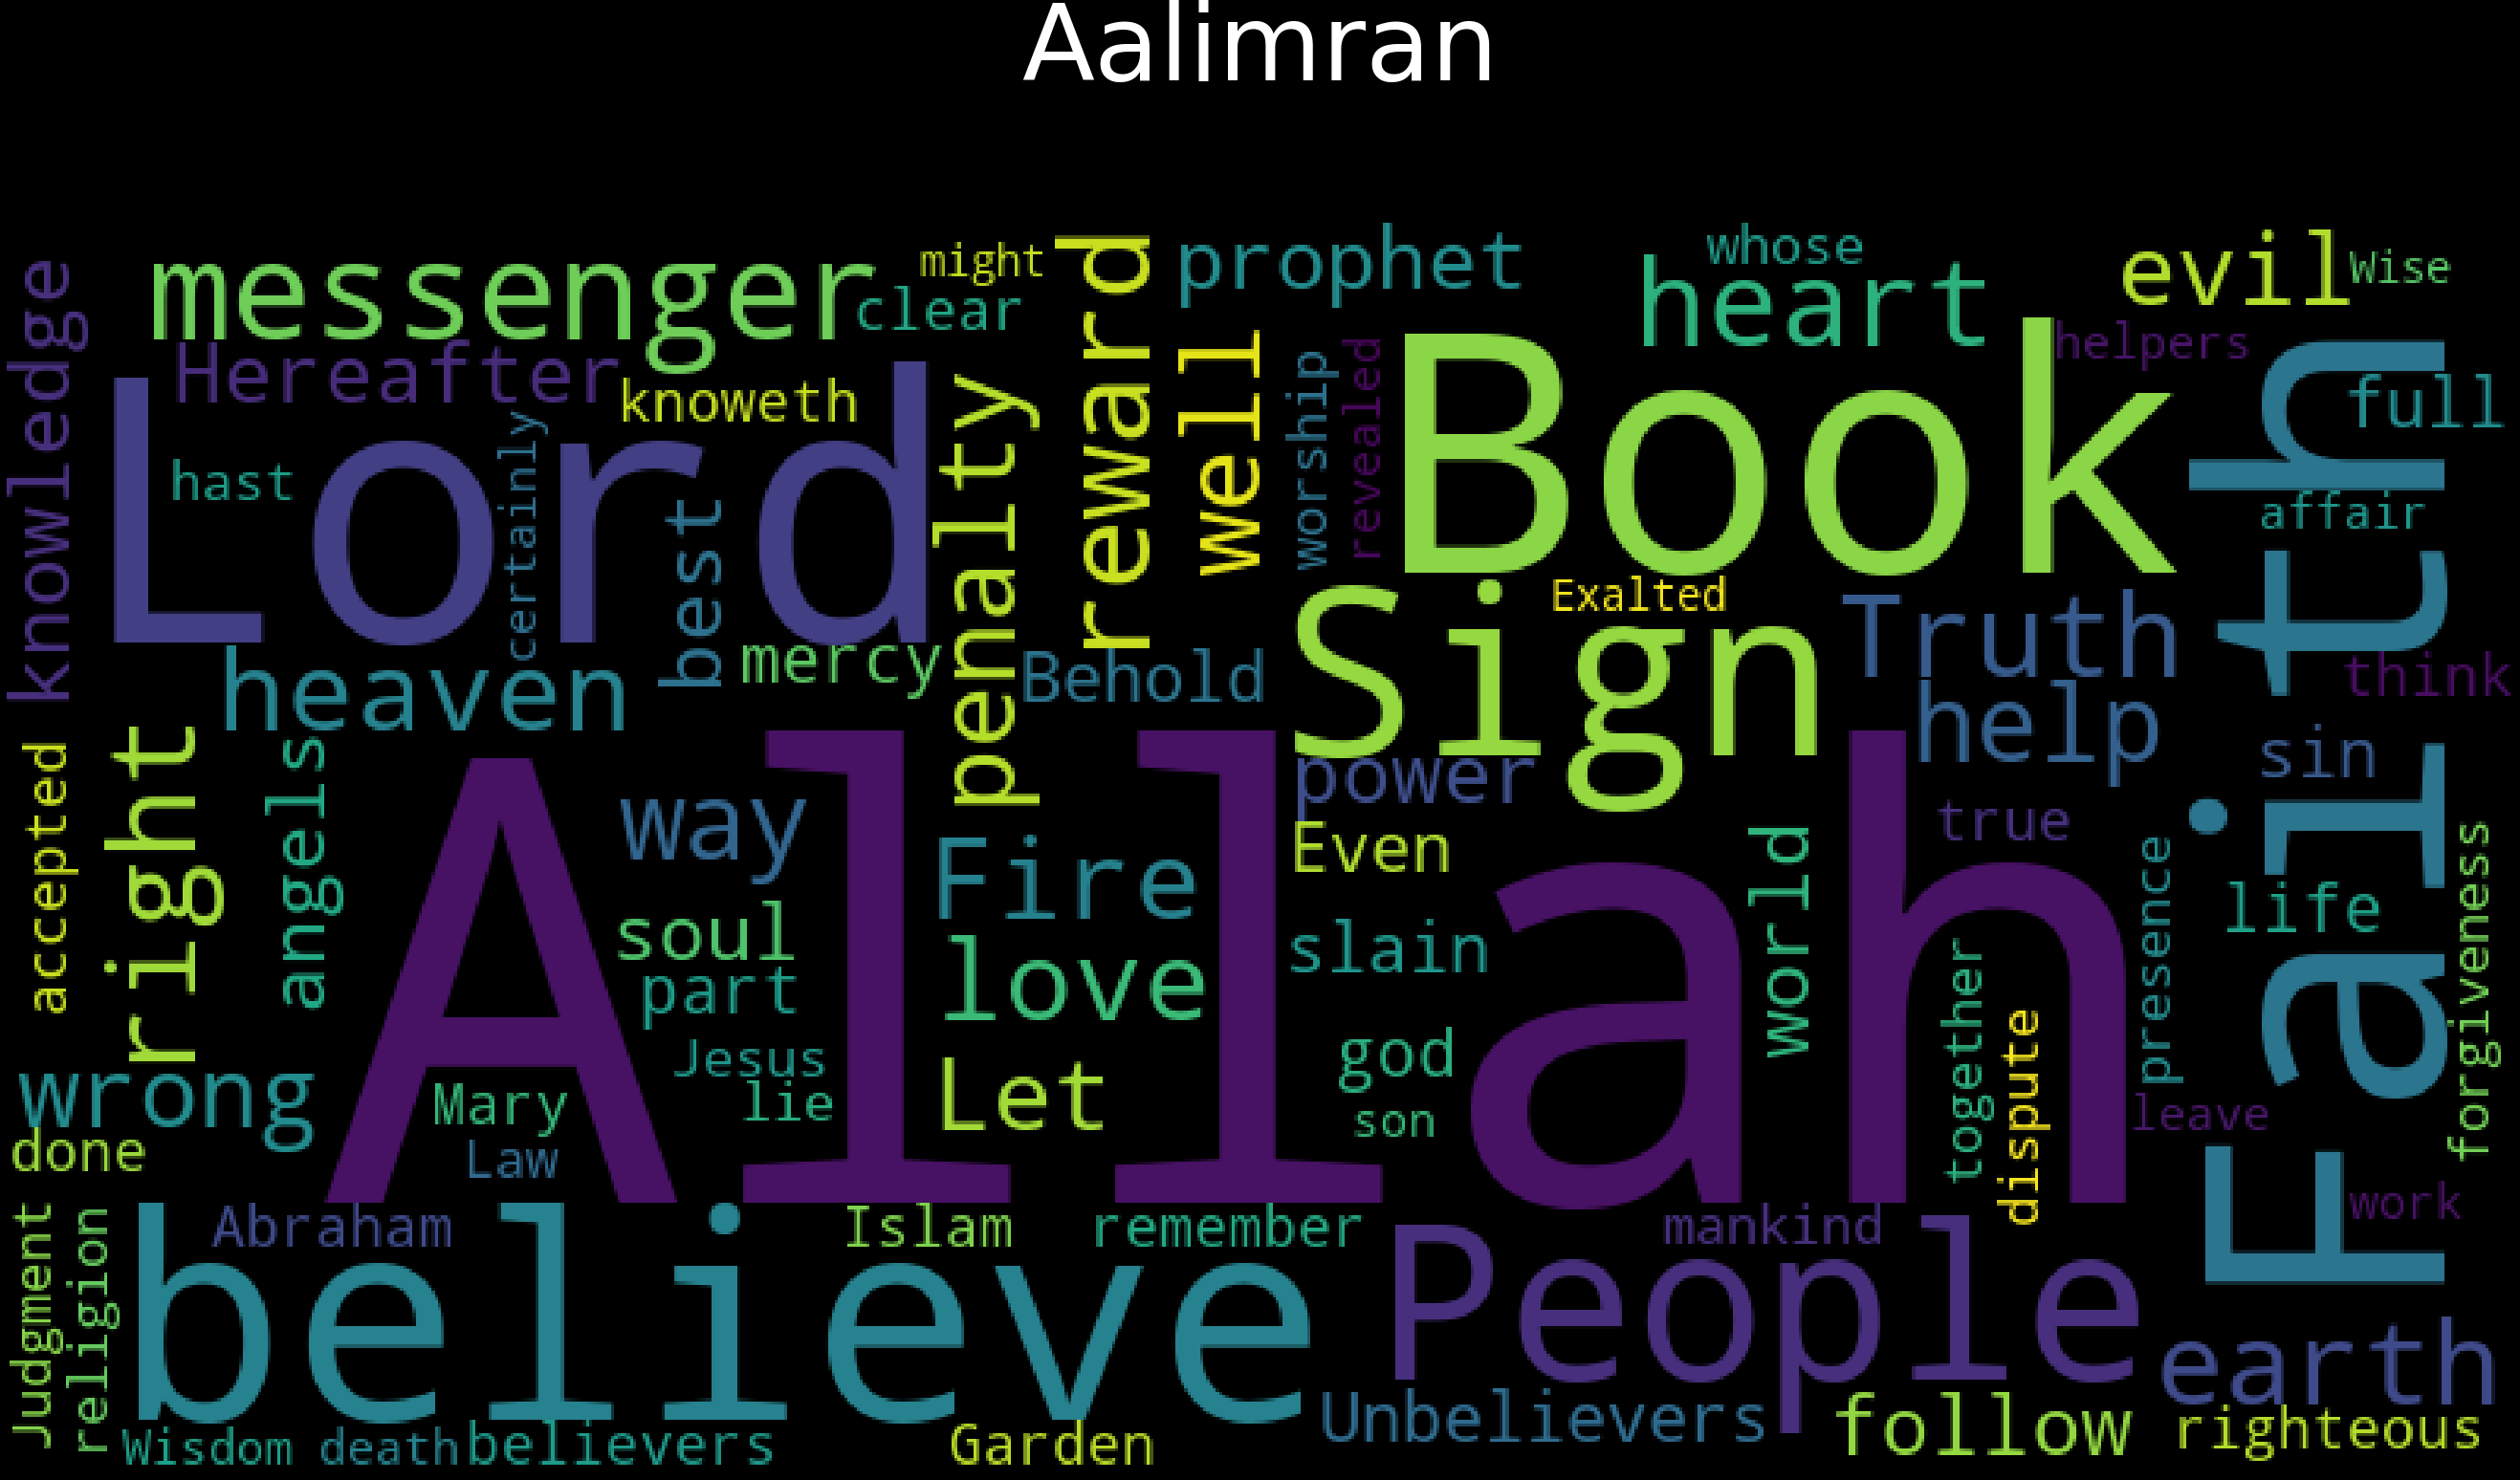 Aalimran
knowledge
messenger
might
clear
reward
prophet
whose
heart
evil
Wise
Hereafter
knoweth
well
worship
revealed
helpers
full
Lord
hast
certainly
best
penalty
Book
affair
Faith
heaven
mercy
Behold
Sign
Exalted
Truth
help
think
accepted
right
angels
way
Fire
power
Even
true
sin
life
soul
part
love
slain
world
together
presence
forgiveness
Allah
Jesus
lie
Mary
Law
Let
god
son
dispute
leave
wrong
done
work
Judgment
religion
Abraham
Islam
remember
mankind
believe
People
earth
Wisdom
death
believers
Garden
Unbelievers
follow
righteous